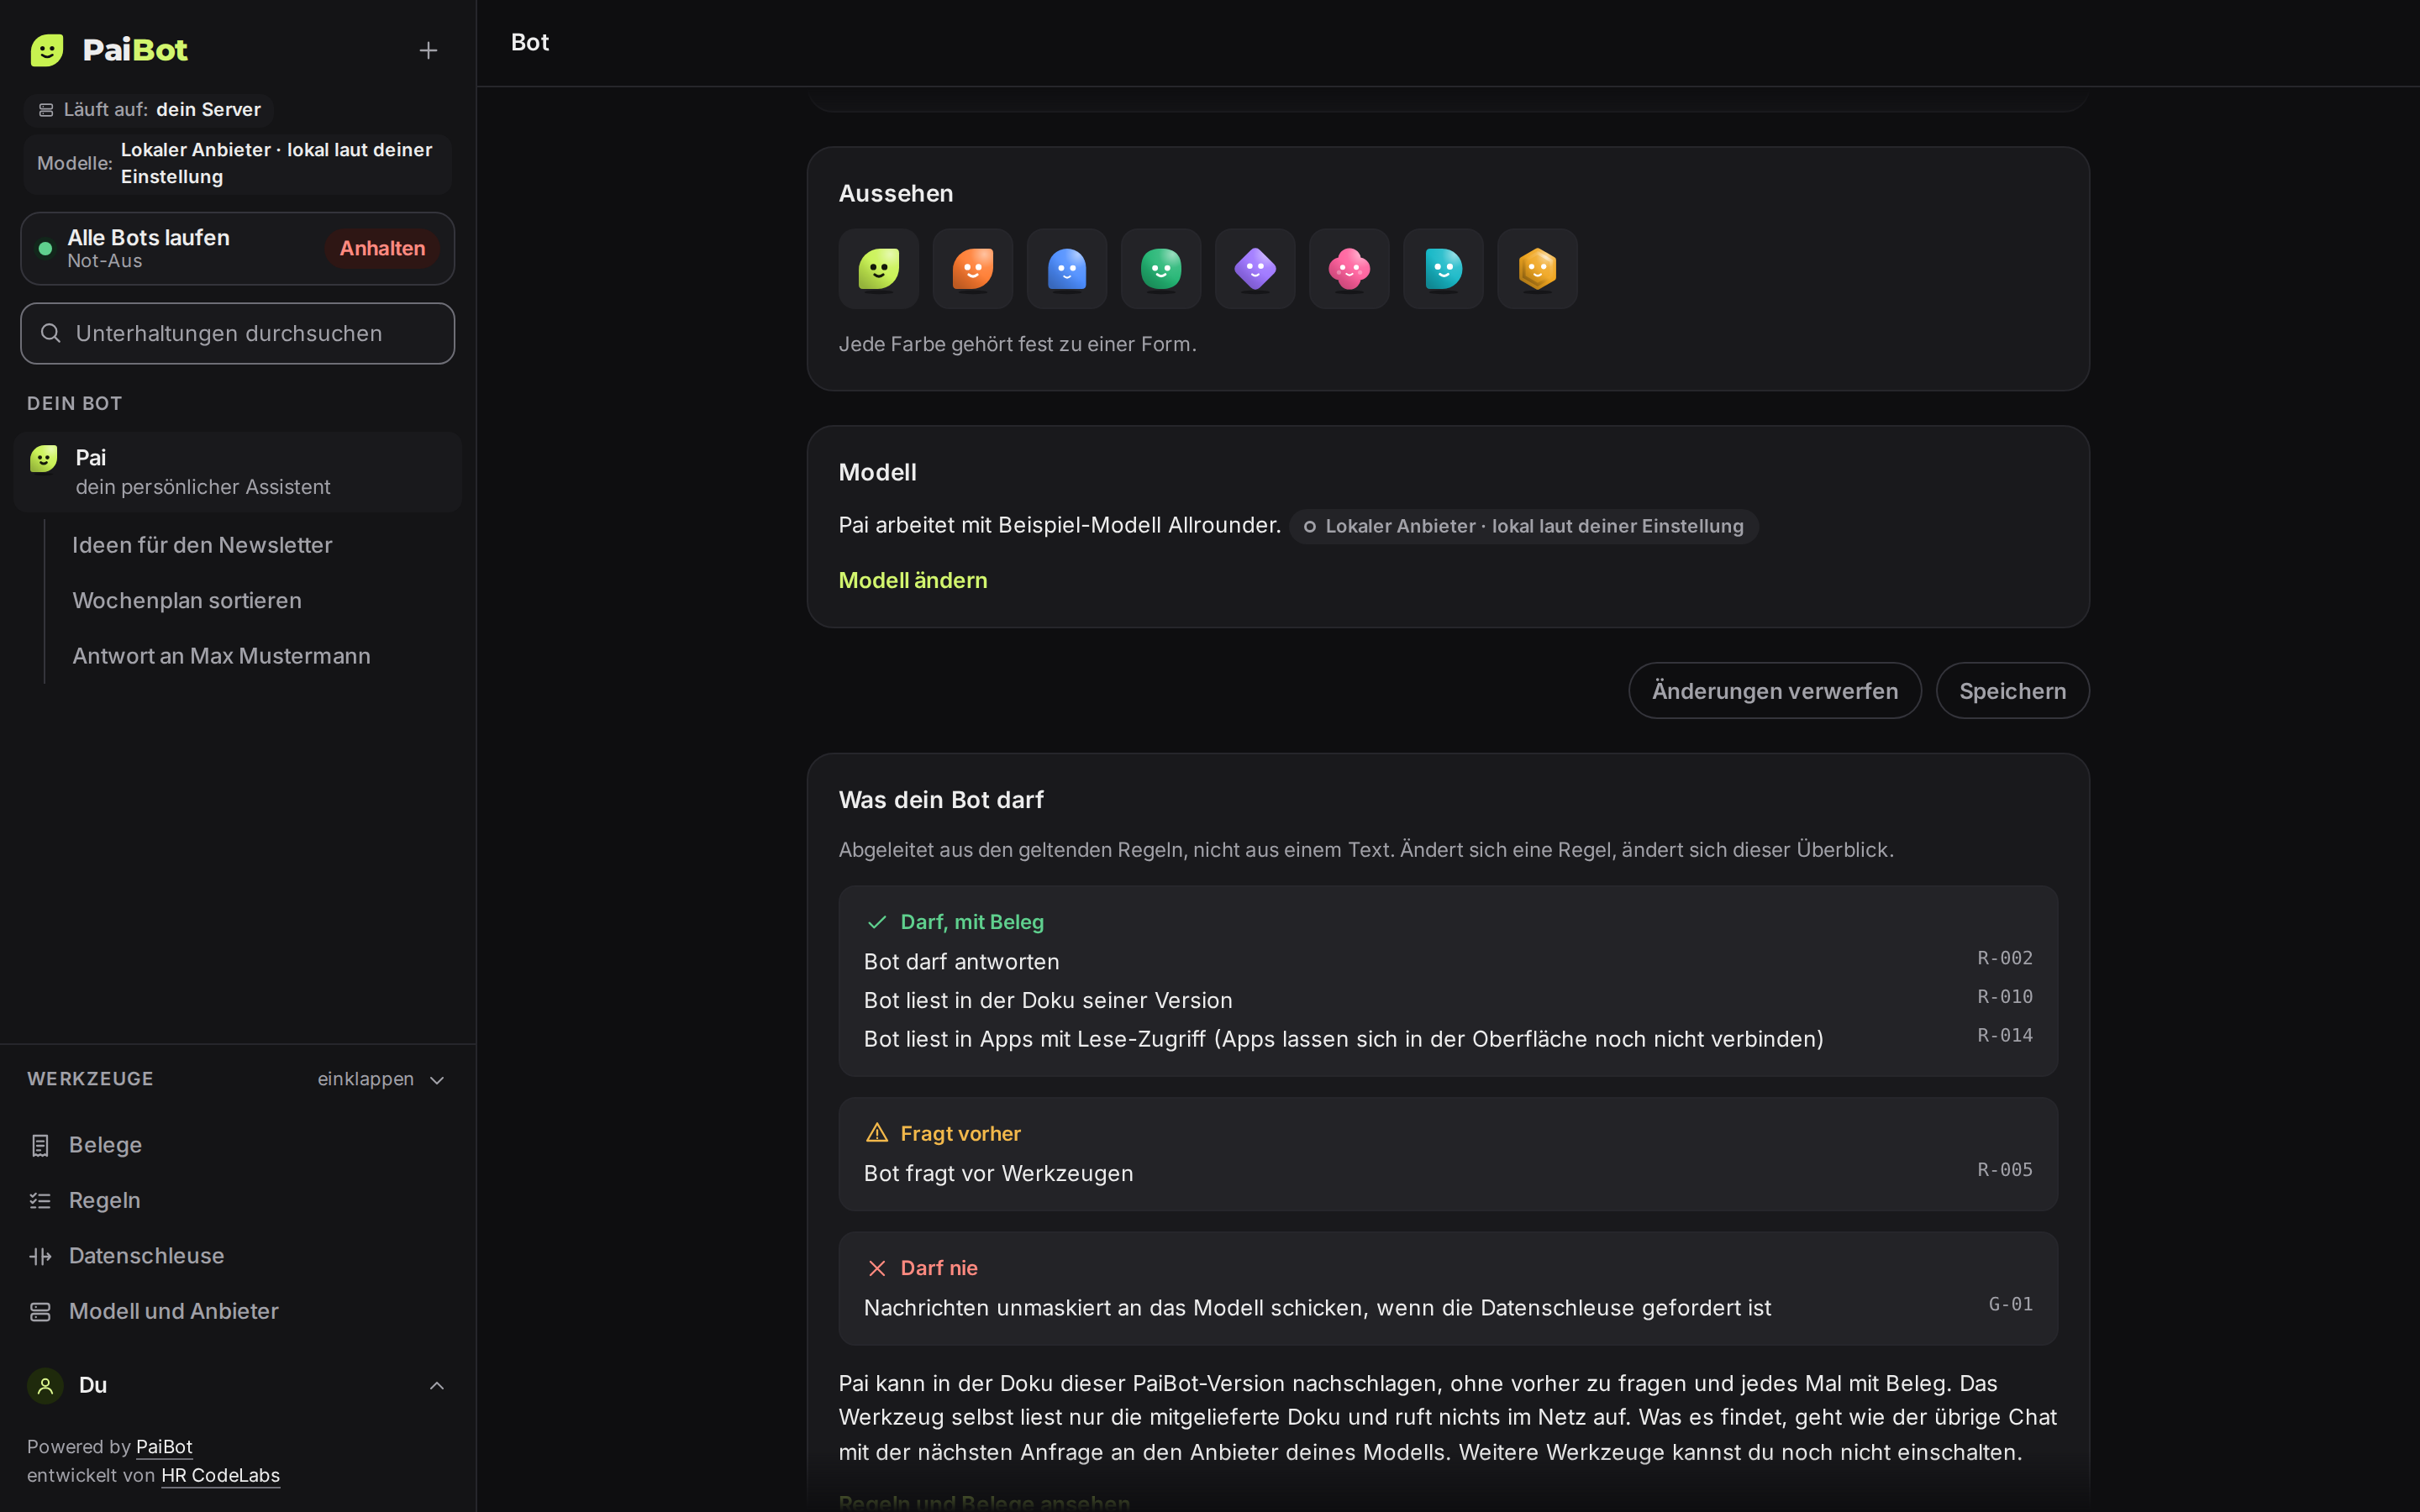 PaiBot
Läuft auf: dein Server
Modelle: Lokaler Anbieter · lokal laut deiner
Einstellung
Alle Bots laufen
Not-Aus
Anhalten
Unterhaltungen durchsuchen
DEIN BOT
Pai
dein persönlicher Assistent
Ideen für den Newsletter
Wochenplan sortieren
Antwort an Max Mustermann
WERKZEUGE
einklappen
Belege
Regeln
Datenschleuse
Modell und Anbieter
Du
Powered by PaiBot
entwickelt von HR CodeLabs
Bot
Aussehen
Jede Farbe gehört fest zu einer Form.
Modell
Pai arbeitet mit Beispiel-Modell Allrounder. Lokaler Anbieter · lokal laut deiner Einstellung
Modell ändern
Änderungen verwerfen
Speichern
Was dein Bot darf
Abgeleitet aus den geltenden Regeln, nicht aus einem Text. Ändert sich eine Regel, ändert sich dieser Überblick.
Darf, mit Beleg
Bot darf antworten R-002
Bot liest in der Doku seiner Version R-010
Bot liest in Apps mit Lese-Zugriff (Apps lassen sich in der Oberfläche noch nicht verbinden) R-014
Fragt vorher
Bot fragt vor Werkzeugen R-005
Darf nie
Nachrichten unmaskiert an das Modell schicken, wenn die Datenschleuse gefordert ist G-01
Pai kann in der Doku dieser PaiBot-Version nachschlagen, ohne vorher zu fragen und jedes Mal mit Beleg. Das
Werkzeug selbst liest nur die mitgelieferte Doku und ruft nichts im Netz auf. Was es findet, geht wie der übrige Chat
mit der nächsten Anfrage an den Anbieter deines Modells. Weitere Werkzeuge kannst du noch nicht einschalten.
Regeln und Belege ansehen